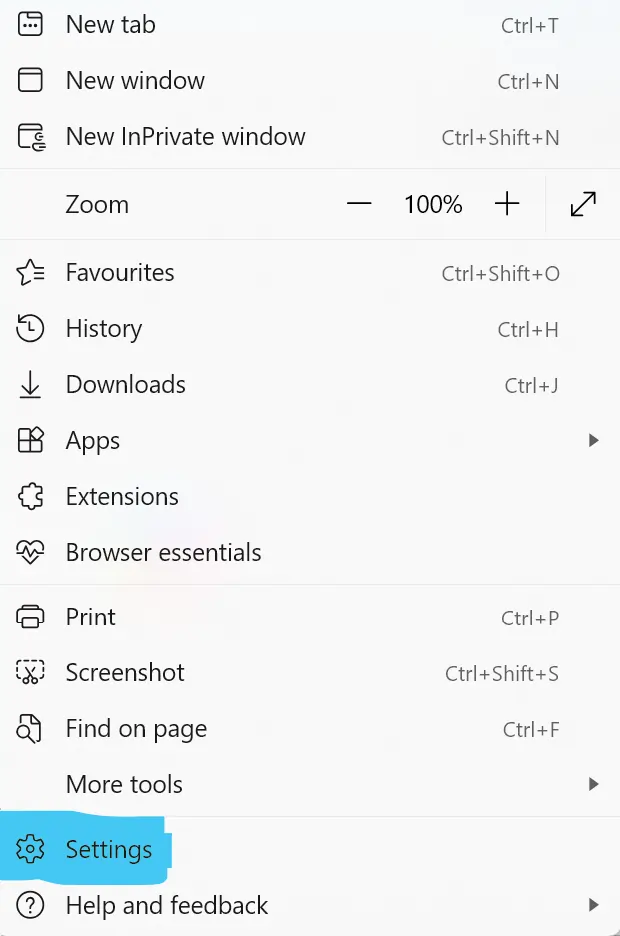 New tab Ctrl+T
New window Ctrl+N
New InPrivate window Ctrl+Shift+N
Zoom — 100% +
Favourites Ctrl+Shift+O
History Ctrl+H
Downloads Ctrl+J
Apps
Extensions
Browser essentials
Print Ctrl+P
Screenshot Ctrl+Shift+S
Find on page Ctrl+F
More tools
Settings
Help and feedback